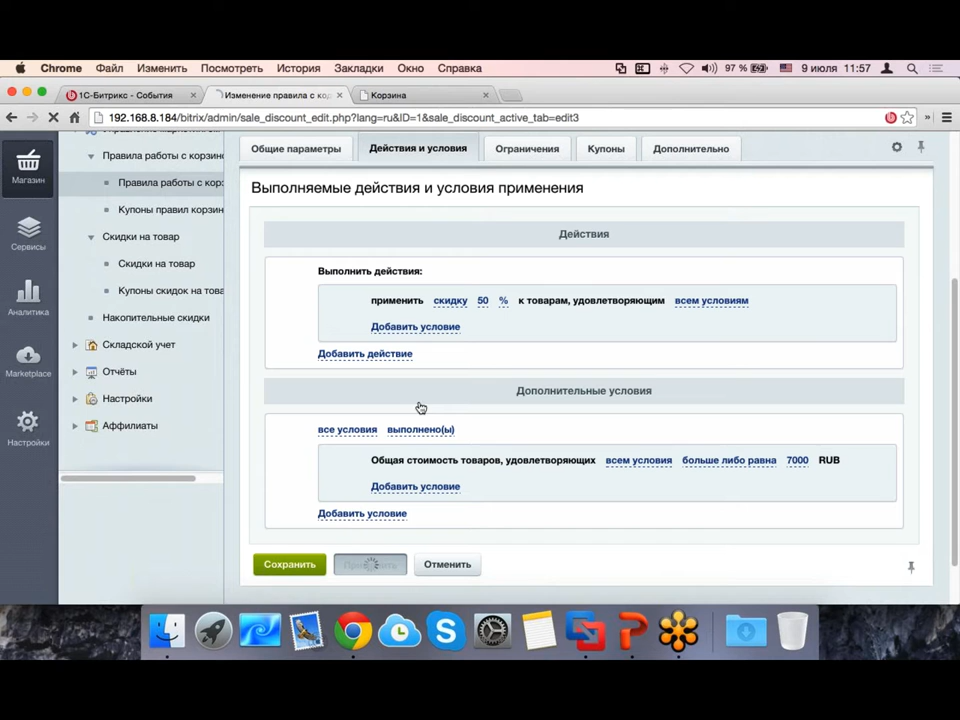 Chrome Файл Изменить Посмотреть История Закладки Окно Справка 97 % 9 июля 11:57
1С-Битрикс - События × Изменение правила с ко × Корзина ×
192.168.8.184/bitrix/admin/sale_discount_edit.php?lang=ru&ID=1&sale_discount_active_tab=edit3 »
Магазин
Сервисы
Аналитика
Marketplace
Настройки
Правила работы с корзино
Правила работы с корз
Купоны правил корзин
Скидки на товар
Скидки на товар
Купоны скидок на това
Накопительные скидки
Складской учет
Отчёты
Настройки
Аффилиаты
Общие параметры Действия и условия Ограничения Купоны Дополнительно
Выполняемые действия и условия применения
Действия
Выполнить действия:
применить скидку 50 % к товарам, удовлетворяющим всем условиям
Добавить условие
Добавить действие
Дополнительные условия
все условия выполнено(ы)
Общая стоимость товаров, удовлетворяющих всем условия больше либо равна 7000 RUB
Добавить условие
Добавить условие
Сохранить Отменить